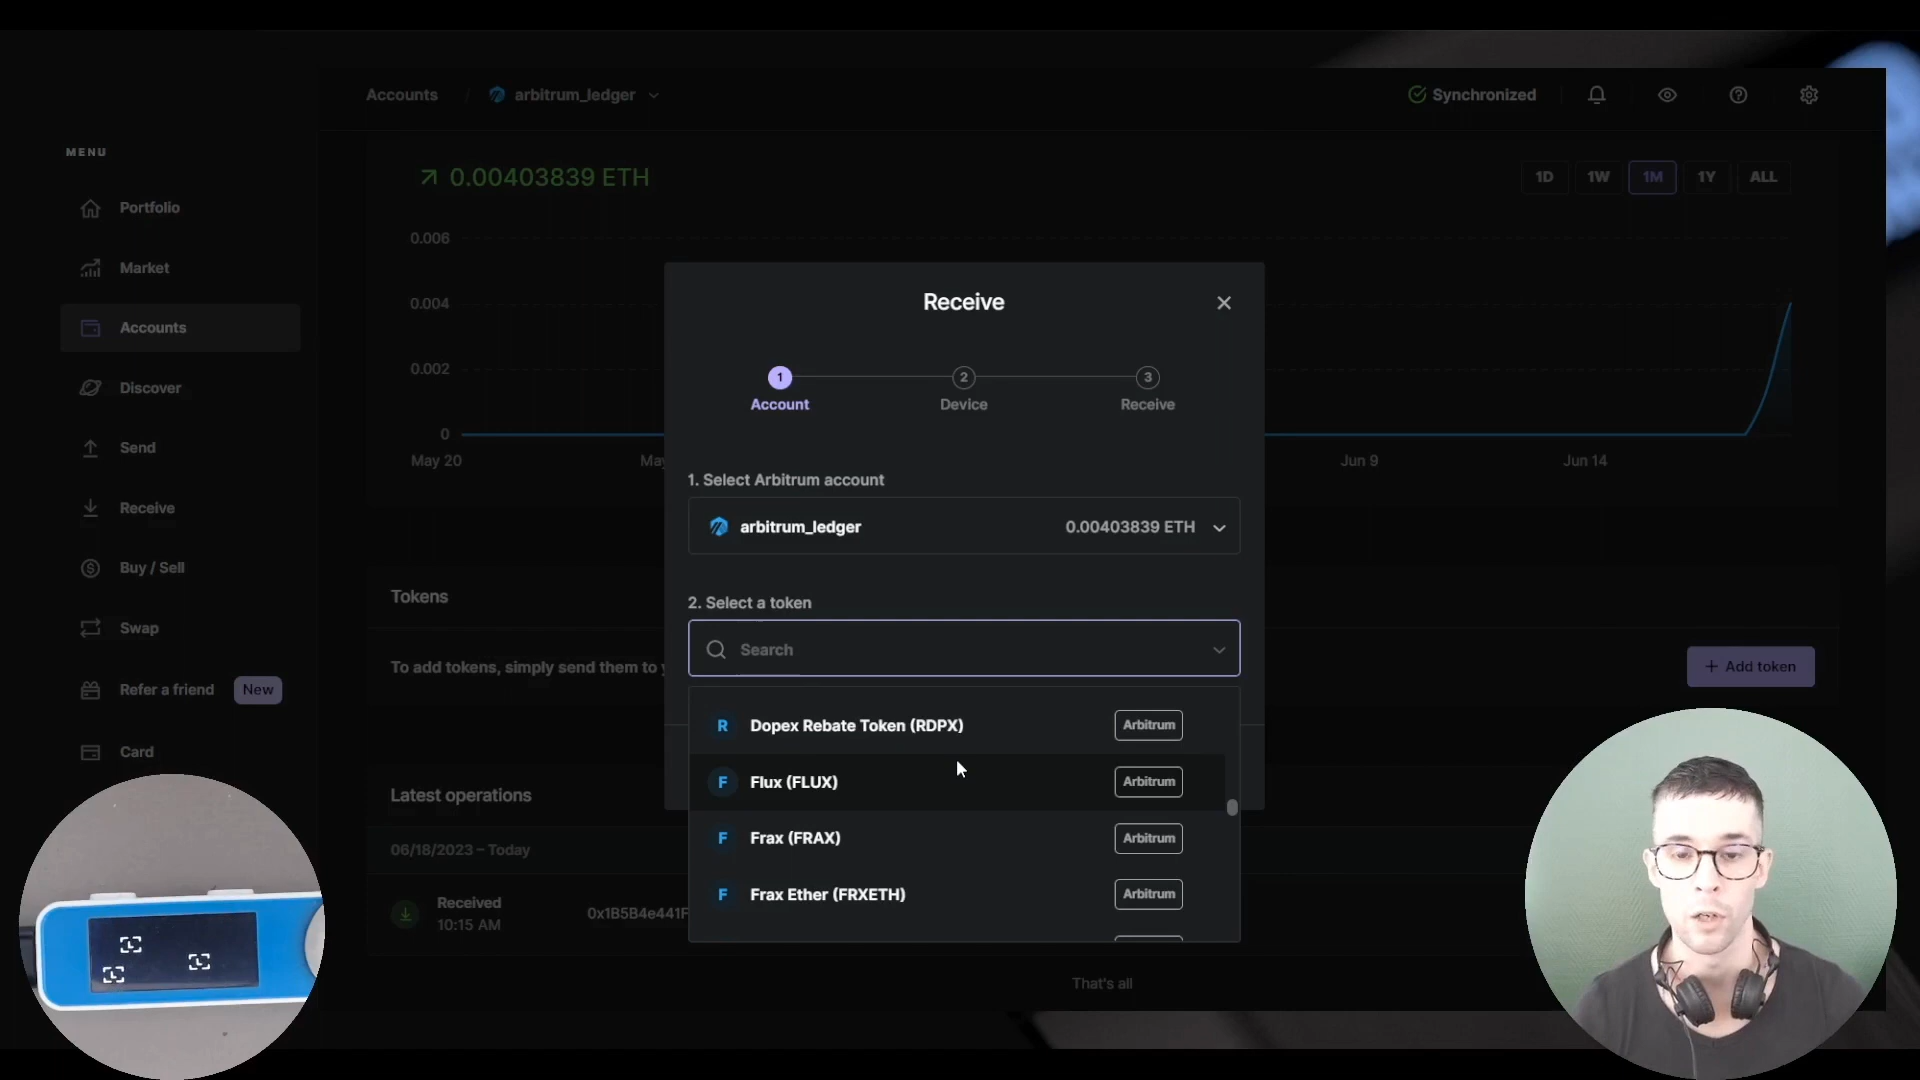 Accounts / arbitrum_ledger
Synchronized
MENU
Portfolio
Market
Accounts
Discover
Send
Receive
Buy / Sell
Swap
Refer a friend New
Card
0.00403839 ETH
1D 1W 1M 1Y ALL
0.006
0.004
0.002
0
May 20
Jun 9
Jun 14
Receive
1 2 3
Account Device Receive
1. Select Arbitrum account
arbitrum_ledger 0.00403839 ETH
2. Select a token
Search
R Dopex Rebate Token (RDPX) Arbitrum
F Flux (FLUX) Arbitrum
F Frax (FRAX) Arbitrum
F Frax Ether (FRXETH) Arbitrum
Tokens
To add tokens, simply send them to
+ Add token
Latest operations
06/18/2023 – Today
Received
10:15 AM
0x1B5B4e441F
That's all